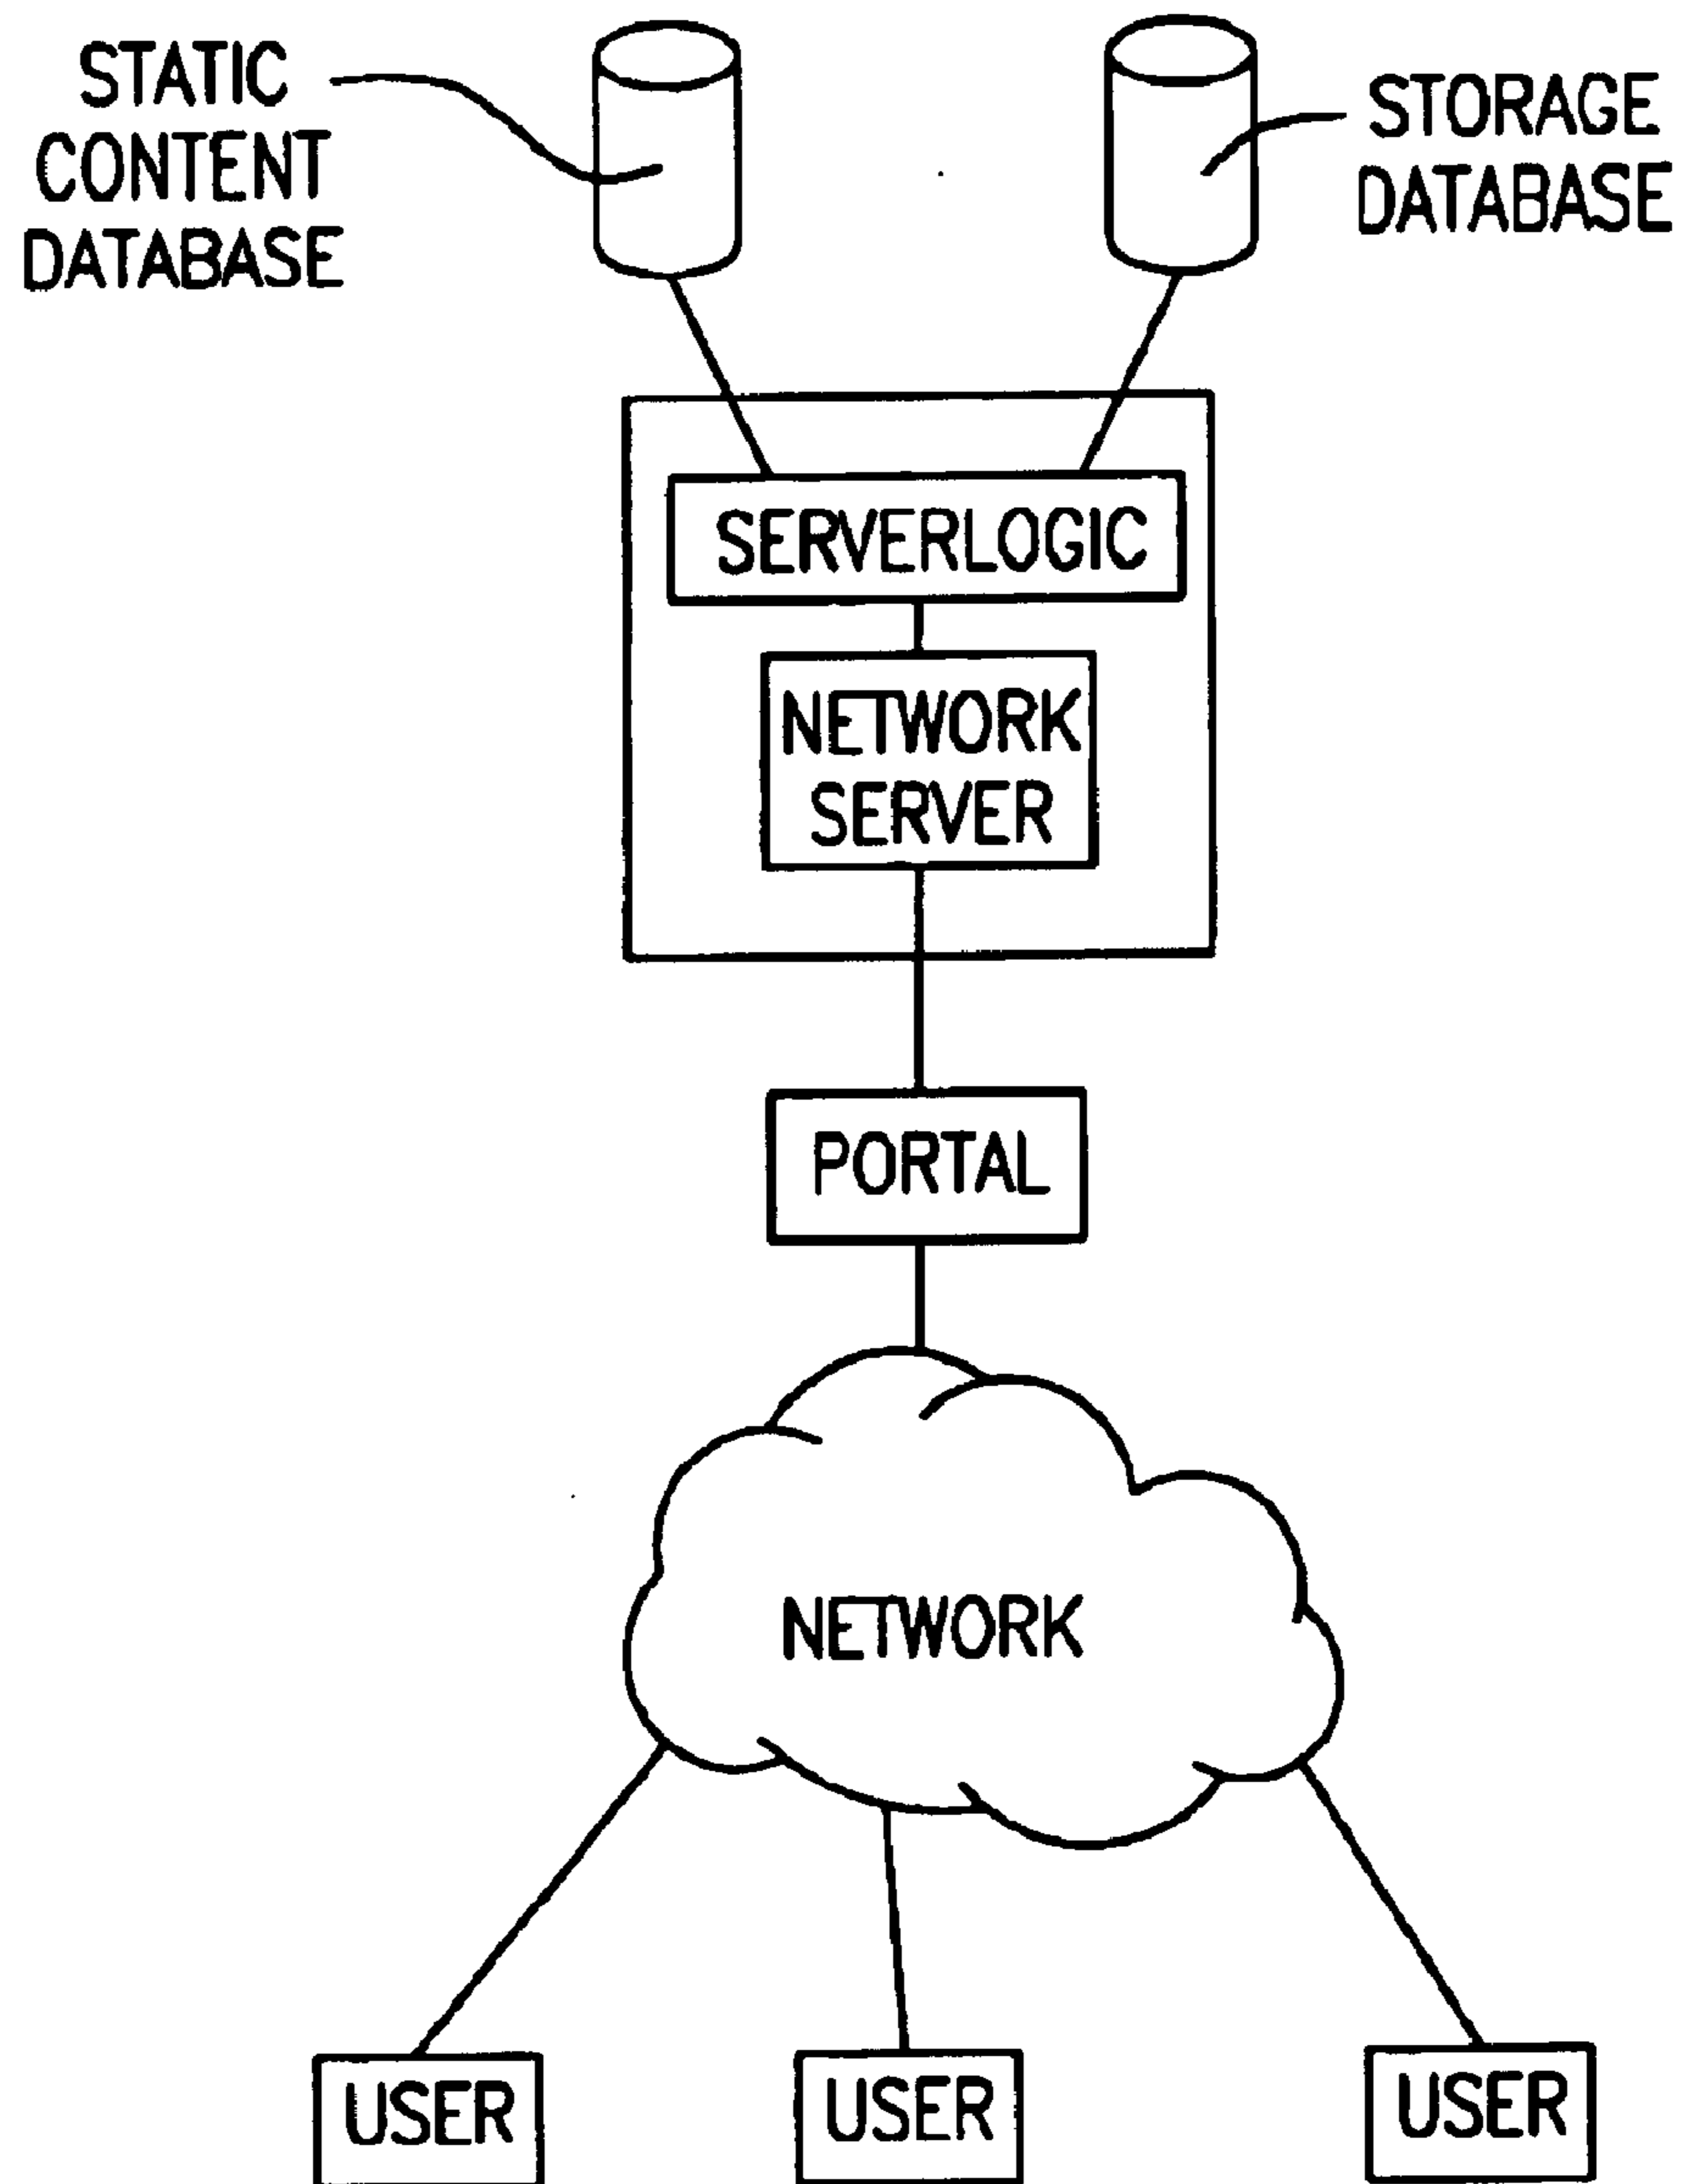 STATIC
CONTENT
DATABASE
STORAGE
DATABASE
SERVERLOGIC
NETWORK
SERVER
PORTAL
NETWORK
USER
USER
USER